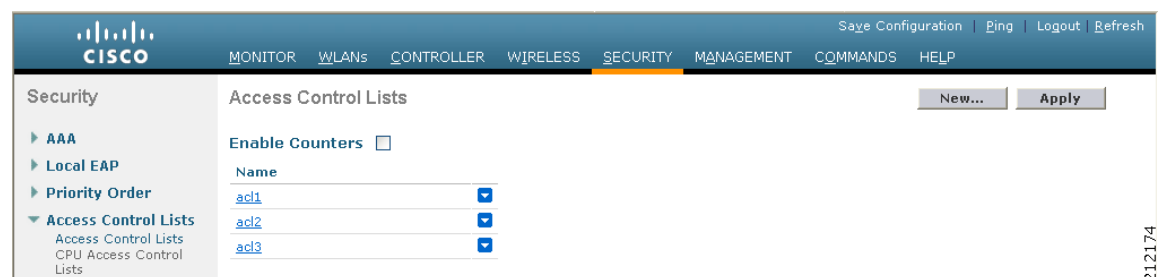 Save Configuration | Ping | Logout | Refresh
CISCO
MONITOR WLANs CONTROLLER WIRELESS SECURITY MANAGEMENT COMMANDS HELP
Security
AAA
Local EAP
Priority Order
Access Control Lists
Access Control Lists
CPU Access Control
Lists
Access Control Lists
New... Apply
Enable Counters
Name
acl1
acl2
acl3
212174